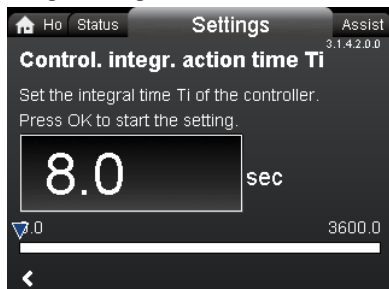 Ho Status Settings Assist
3.1.4.2.0.0
Control. integr. action time Ti
Set the integral time Ti of the controller.
Press OK to start the setting.
8.0 sec
3600.0